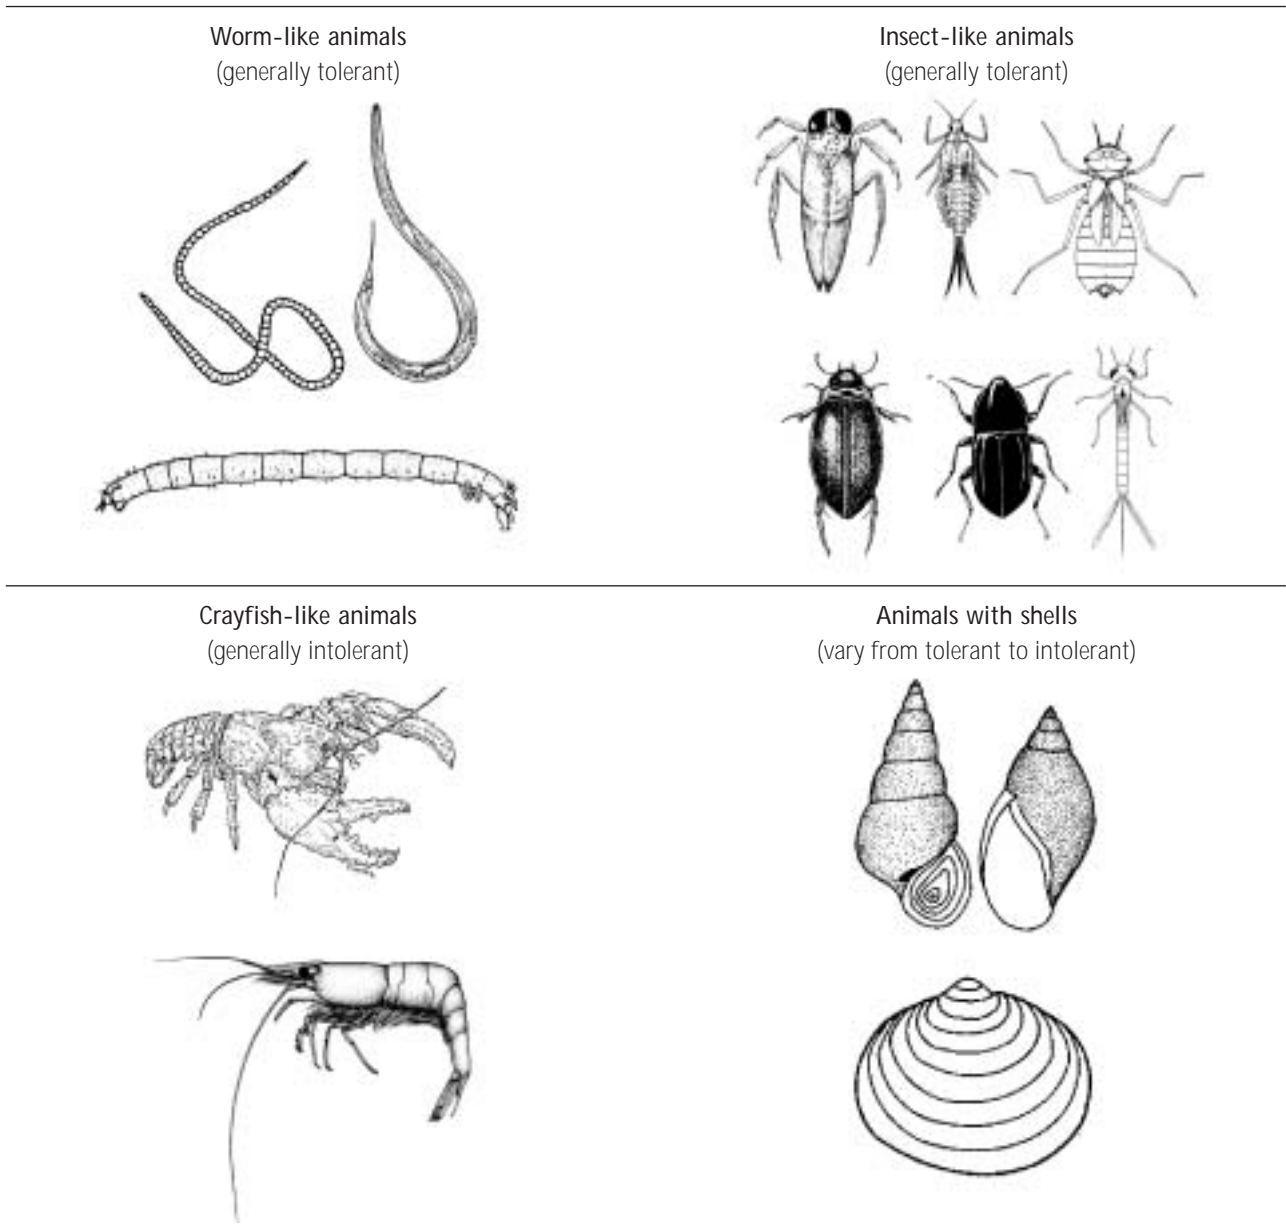 Worm-like animals
(generally tolerant)
Insect-like animals
(generally tolerant)
Crayfish-like animals
(generally intolerant)
Animals with shells
(vary from tolerant to intolerant)